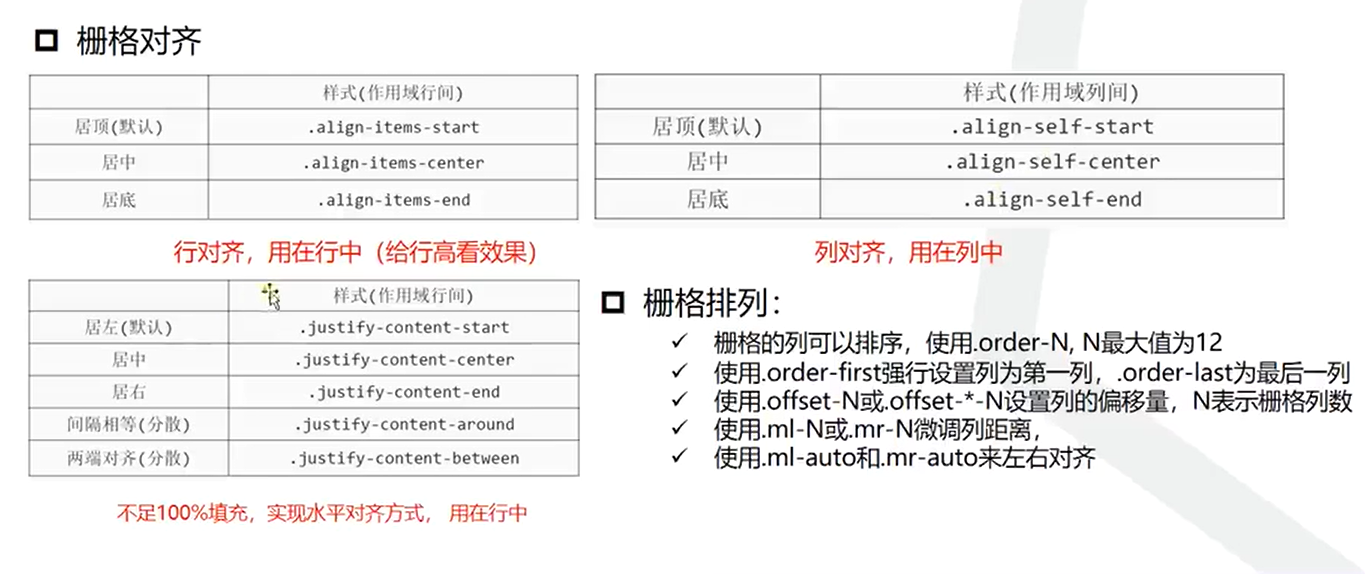 栅格对齐
样式(作用域行间)
居顶(默认) .align-items-start
居中 .align-items-center
居底 .align-items-end
行对齐，用在行中（给行高看效果）
样式(作用域列间)
居顶(默认) .align-self-start
居中 .align-self-center
居底 .align-self-end
列对齐，用在列中
样式(作用域行间)
居左(默认) .justify-content-start
居中 .justify-content-center
居右 .justify-content-end
间隔相等(分散) .justify-content-around
两端对齐(分散) .justify-content-between
不足100%填充，实现水平对齐方式， 用在行中
栅格排列：
✓ 栅格的列可以排序，使用.order-N, N最大值为12
✓ 使用.order-first强行设置列为第一列，.order-last为最后一列
✓ 使用.offset-N或.offset-*-N设置列的偏移量，N表示栅格列数
✓ 使用.ml-N或.mr-N微调列距离，
✓ 使用.ml-auto和.mr-auto来左右对齐